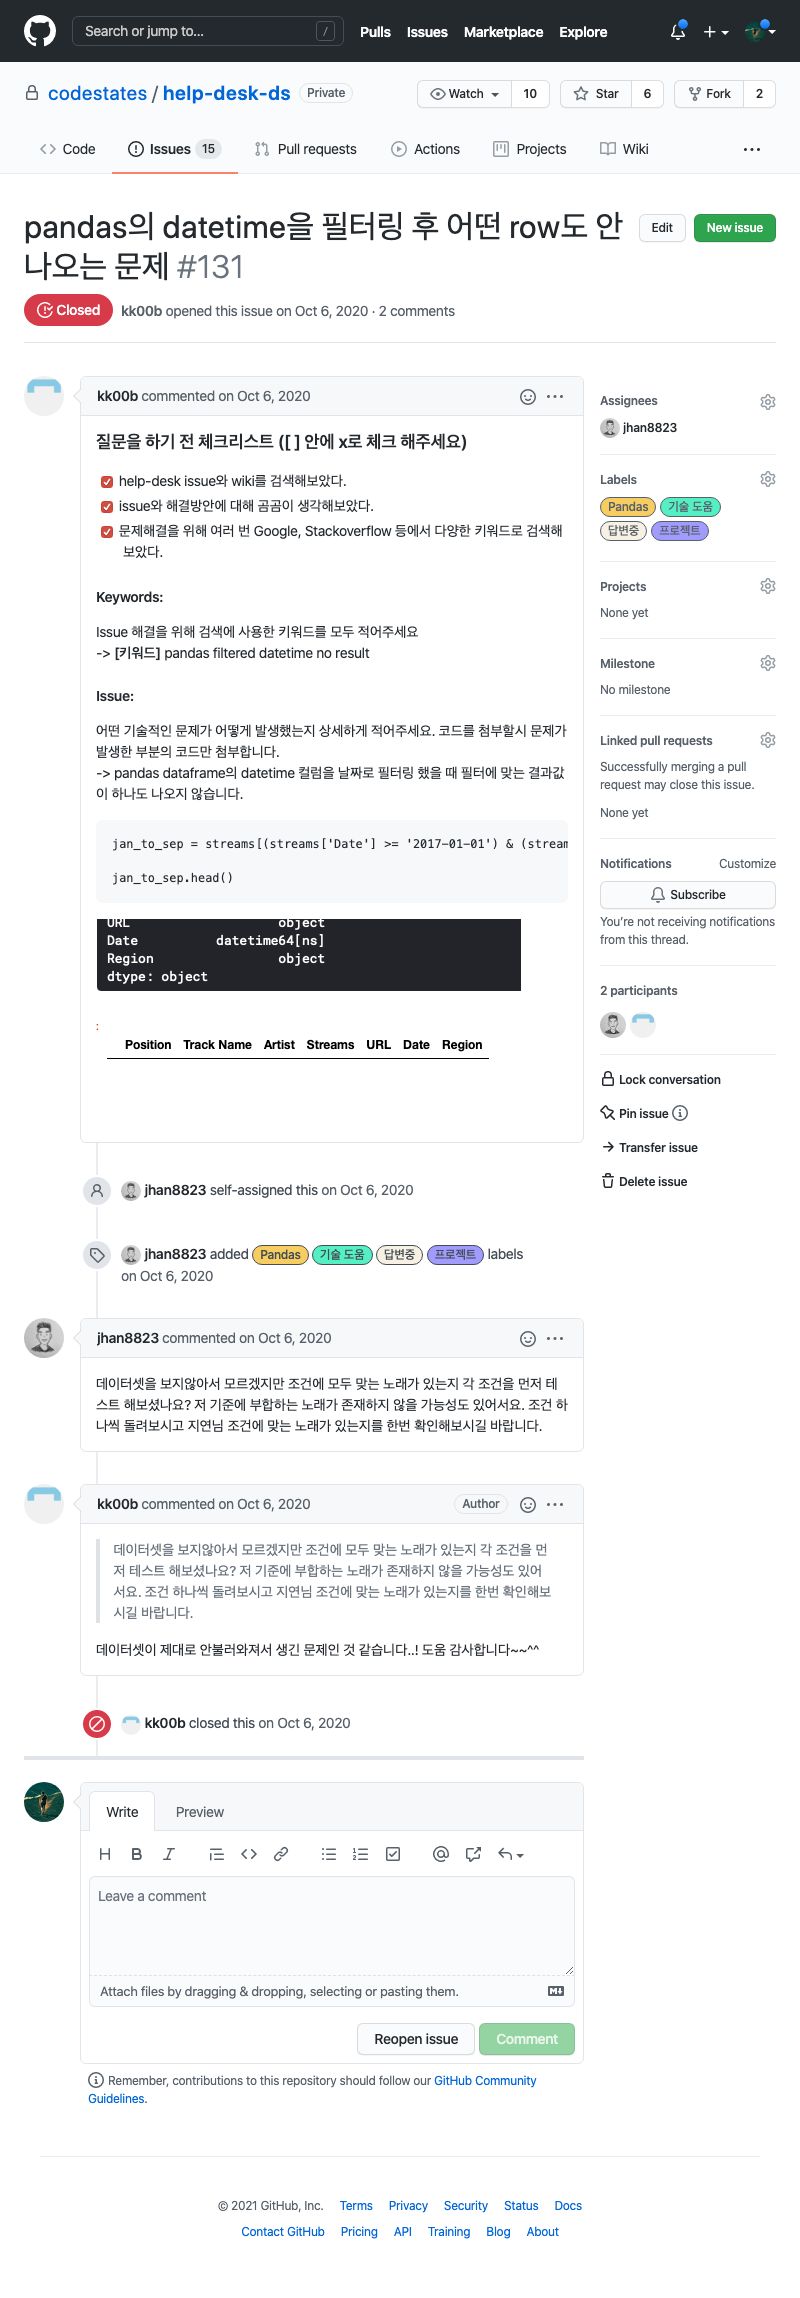 Search or jump to... /
Pulls Issues Marketplace Explore
codestates / help-desk-ds Private
Watch 10 Star 6 Fork 2
Code Issues 15 Pull requests Actions Projects Wiki ...
pandas의 datetime을 필터링 후 어떤 row도 안
나오는 문제 #131
Edit New issue
Closed kk00b opened this issue on Oct 6, 2020 · 2 comments
kk00b commented on Oct 6, 2020
질문을 하기 전 체크리스트 ([ ] 안에 x로 체크 해주세요)
help-desk issue와 wiki를 검색해보았다.
issue와 해결방안에 대해 곰곰이 생각해보았다.
문제해결을 위해 여러 번 Google, Stackoverflow 등에서 다양한 키워드로 검색해
보았다.
Keywords:
Issue 해결을 위해 검색에 사용한 키워드를 모두 적어주세요
-> [키워드] pandas filtered datetime no result
Issue:
어떤 기술적인 문제가 어떻게 발생했는지 상세하게 적어주세요. 코드를 첨부할시 문제가
발생한 부분의 코드만 첨부합니다.
-> pandas dataframe의 datetime 컬럼을 날짜로 필터링 했을 때 필터에 맞는 결과값
이 하나도 나오지 않습니다.
jan_to_sep = streams[(streams['Date'] >= '2017-01-01') & (stream
jan_to_sep.head()
URL object
Date datetime64[ns]
Region object
dtype: object
:
Position Track Name Artist Streams URL Date Region
Assignees
jhan8823
Labels
Pandas 기술 도움
답변중 프로젝트
Projects
None yet
Milestone
No milestone
Linked pull requests
Successfully merging a pull
request may close this issue.
None yet
Notifications Customize
Subscribe
You're not receiving notifications
from this thread.
2 participants
Lock conversation
Pin issue
Transfer issue
Delete issue
jhan8823 self-assigned this on Oct 6, 2020
jhan8823 added Pandas 기술 도움 답변중 프로젝트 labels
on Oct 6, 2020
jhan8823 commented on Oct 6, 2020
데이터셋을 보지않아서 모르겠지만 조건에 모두 맞는 노래가 있는지 각 조건을 먼저 테
스트 해보셨나요? 저 기준에 부합하는 노래가 존재하지 않을 가능성도 있어서요. 조건 하
나씩 돌려보시고 지연님 조건에 맞는 노래가 있는지를 한번 확인해보시길 바랍니다.
kk00b commented on Oct 6, 2020 Author
데이터셋을 보지않아서 모르겠지만 조건에 모두 맞는 노래가 있는지 각 조건을 먼
저 테스트 해보셨나요? 저 기준에 부합하는 노래가 존재하지 않을 가능성도 있어
서요. 조건 하나씩 돌려보시고 지연님 조건에 맞는 노래가 있는지를 한번 확인해보
시길 바랍니다.
데이터셋이 제대로 안불러와져서 생긴 문제인 것 같습니다..! 도움 감사합니다~~^^
kk00b closed this on Oct 6, 2020
Write Preview
Leave a comment
Attach files by dragging & dropping, selecting or pasting them.
Reopen issue Comment
Remember, contributions to this repository should follow our GitHub Community
Guidelines.
© 2021 GitHub, Inc. Terms Privacy Security Status Docs
Contact GitHub Pricing API Training Blog About